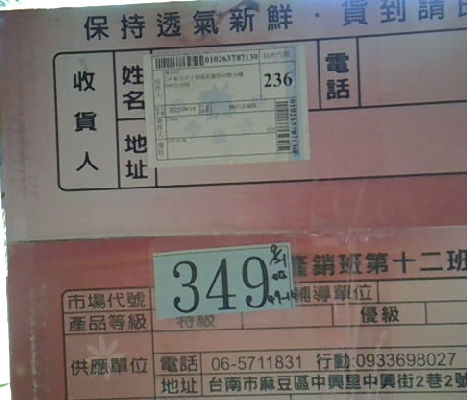 保持透氣新鮮．貨到請
收貨人
姓名
電話
地址
010263787130
236
349
產銷班第十二班
市場代號
輔導單位
產品等級
特級
優級
供應單位
電話 06-5711831 行動:0933698027
地址 台南市麻豆區中興里中興街2巷2號